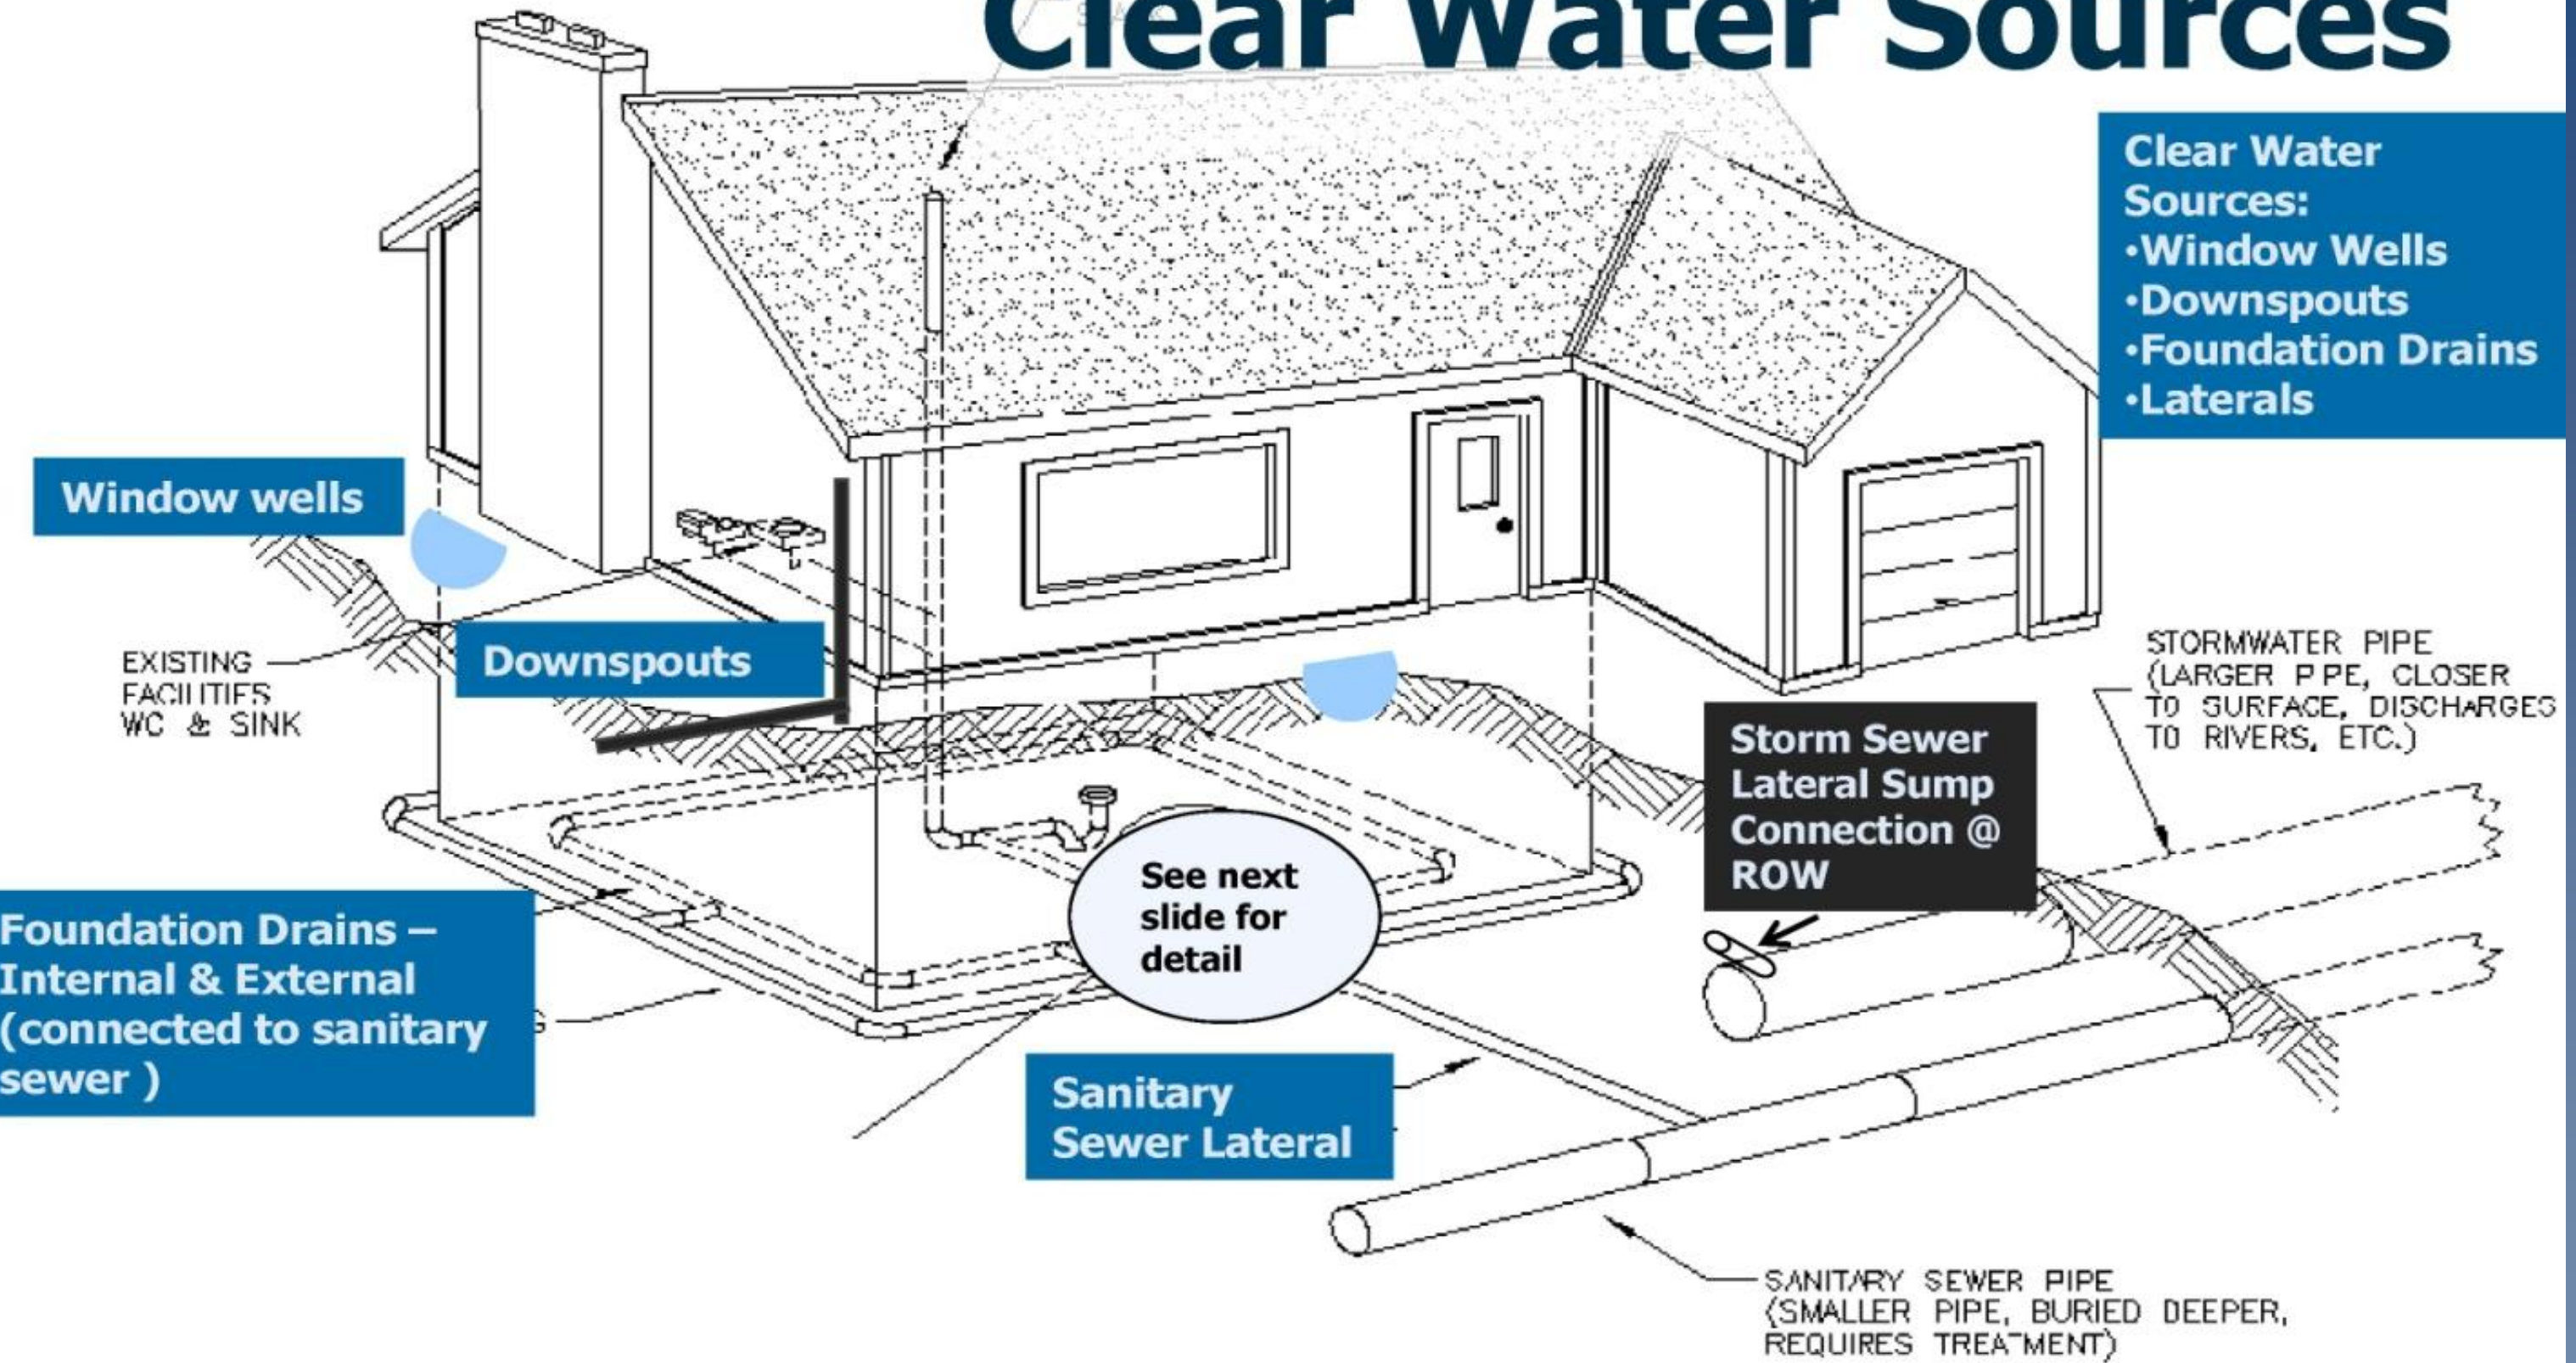 Clear Water Sources
Clear Water
Sources:
•Window Wells
•Downspouts
•Foundation Drains
•Laterals
Window wells
EXISTING
FACILITIES
WC & SINK
Downspouts
STORMWATER PIPE
(LARGER P PE, CLOSER
TO SURFACE, DISCHARGES
TO RIVERS, ETC.)
Storm Sewer
Lateral Sump
Connection @
ROW
See next
slide for
detail
Foundation Drains –
Internal & External
(connected to sanitary
sewer )
Sanitary
Sewer Lateral
SANITARY SEWER PIPE
(SMALLER PIPE, BURIED DEEPER,
REQUIRES TREATMENT)